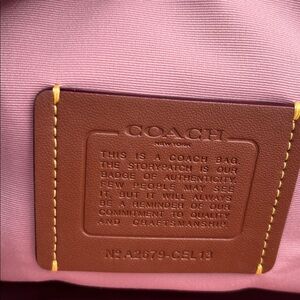 COACH
NEW YORK
THIS IS A COACH BAG.
THE STORYPATCH IS OUR
BADGE OF AUTHENTICITY.
FEW PEOPLE MAY SEE
IT, BUT IT WILL ALWAYS
BE A REMINDER OF OUR
COMMITMENT TO QUALITY
AND CRAFTSMANSHIP.
Nº A2679-CEL13